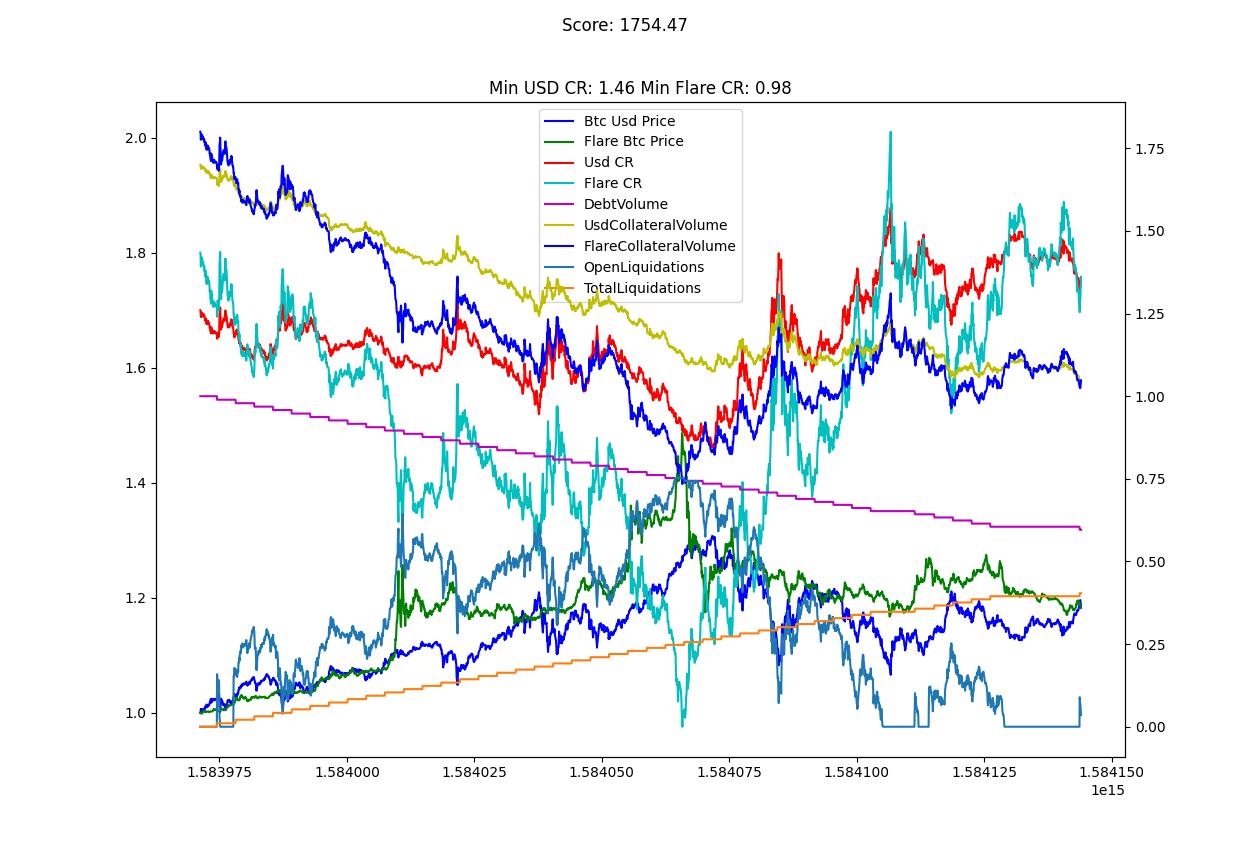 Score: 1754.47
Min USD CR: 1.46 Min Flare CR: 0.98
Btc Usd Price
Flare Btc Price
Usd CR
Flare CR
DebtVolume
UsdCollateralVolume
FlareCollateralVolume
OpenLiquidations
TotalLiquidations
2.0
1.8
1.6
1.4
1.2
1.0
1.75
1.50
1.25
1.00
0.75
0.50
0.25
0.00
1.583975 1.584000 1.584025 1.584050 1.584075 1.584100 1.584125 1.584150
1e15